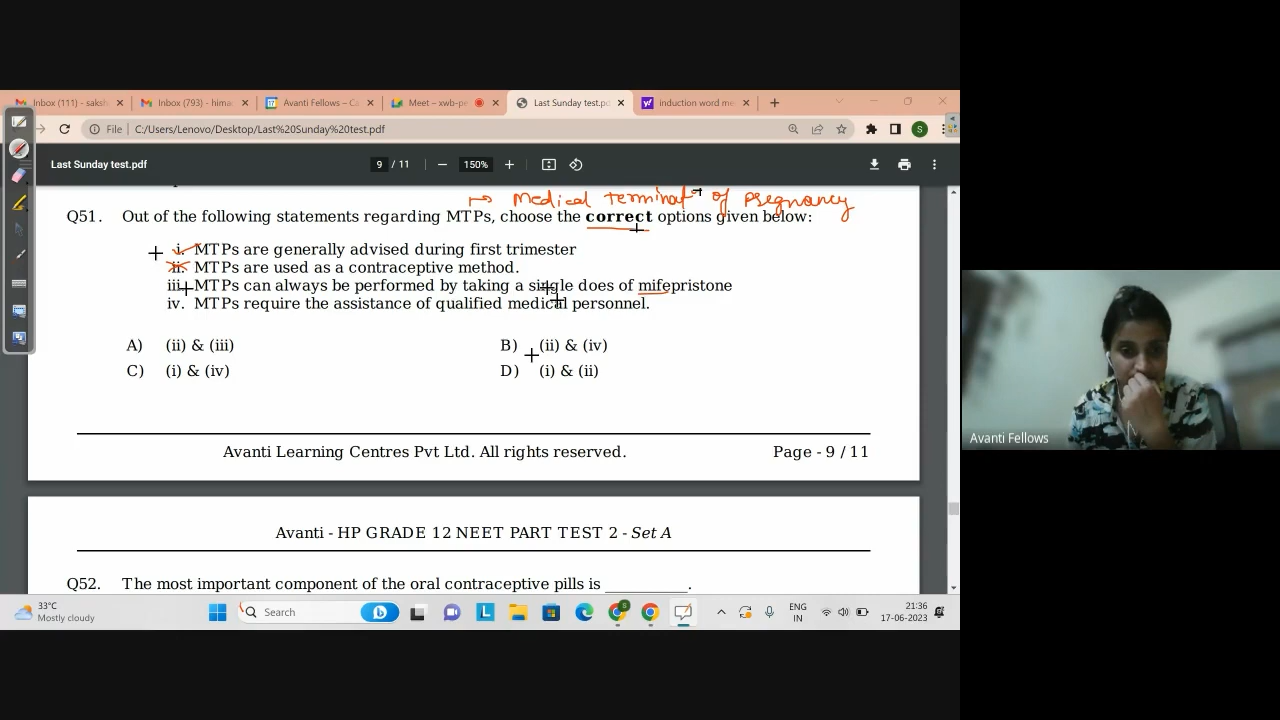 Inbox (111) - saksh
Inbox (793) - hima
Avanti Fellows – Ca
Meet – xwb-pe
Last Sunday test.pd
induction word me
File
C:/Users/Lenovo/Desktop/Last%20Sunday%20test.pdf
S
Last Sunday test.pdf
9 / 11
150%
Medical terminat of Pregnancy
Q51. Out of the following statements regarding MTPs, choose the correct options given below:
i. MTPs are generally advised during first trimester
ii. MTPs are used as a contraceptive method.
iii. MTPs can always be performed by taking a single does of mifepristone
iv. MTPs require the assistance of qualified medical personnel.
A) (ii) & (iii) B) (ii) & (iv)
C) (i) & (iv) D) (i) & (ii)
Avanti Learning Centres Pvt Ltd. All rights reserved. Page - 9 / 11
Avanti - HP GRADE 12 NEET PART TEST 2 - Set A
Q52. The most important component of the oral contraceptive pills is __________.
Avanti Fellows
33°C
Mostly cloudy
Search
ENG
IN
21:36
17-06-2023